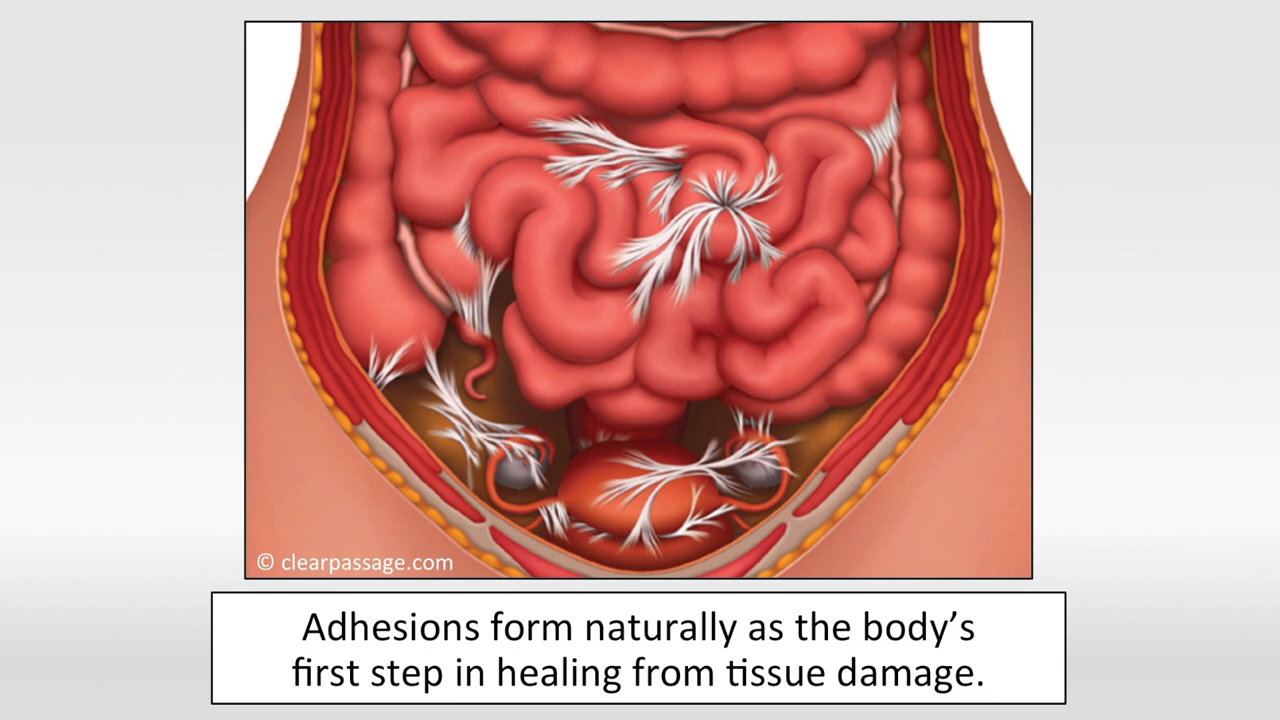 © clearpassage.com
Adhesions form naturally as the body’s
first step in healing from tissue damage.